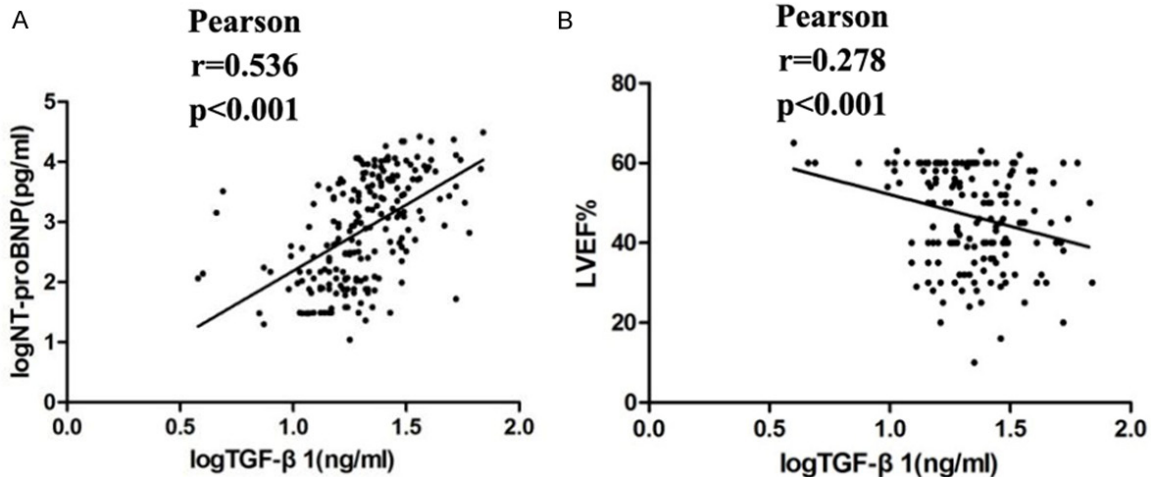 A
Pearson
r=0.536
p<0.001
logNT-proBNP(pg/ml)
5
4
3
2
1
0
0.0 0.5 1.0 1.5 2.0
logTGF-β 1(ng/ml)
B
Pearson
r=0.278
p<0.001
LVEF%
80
60
40
20
0
0.0 0.5 1.0 1.5 2.0
logTGF-β 1(ng/ml)